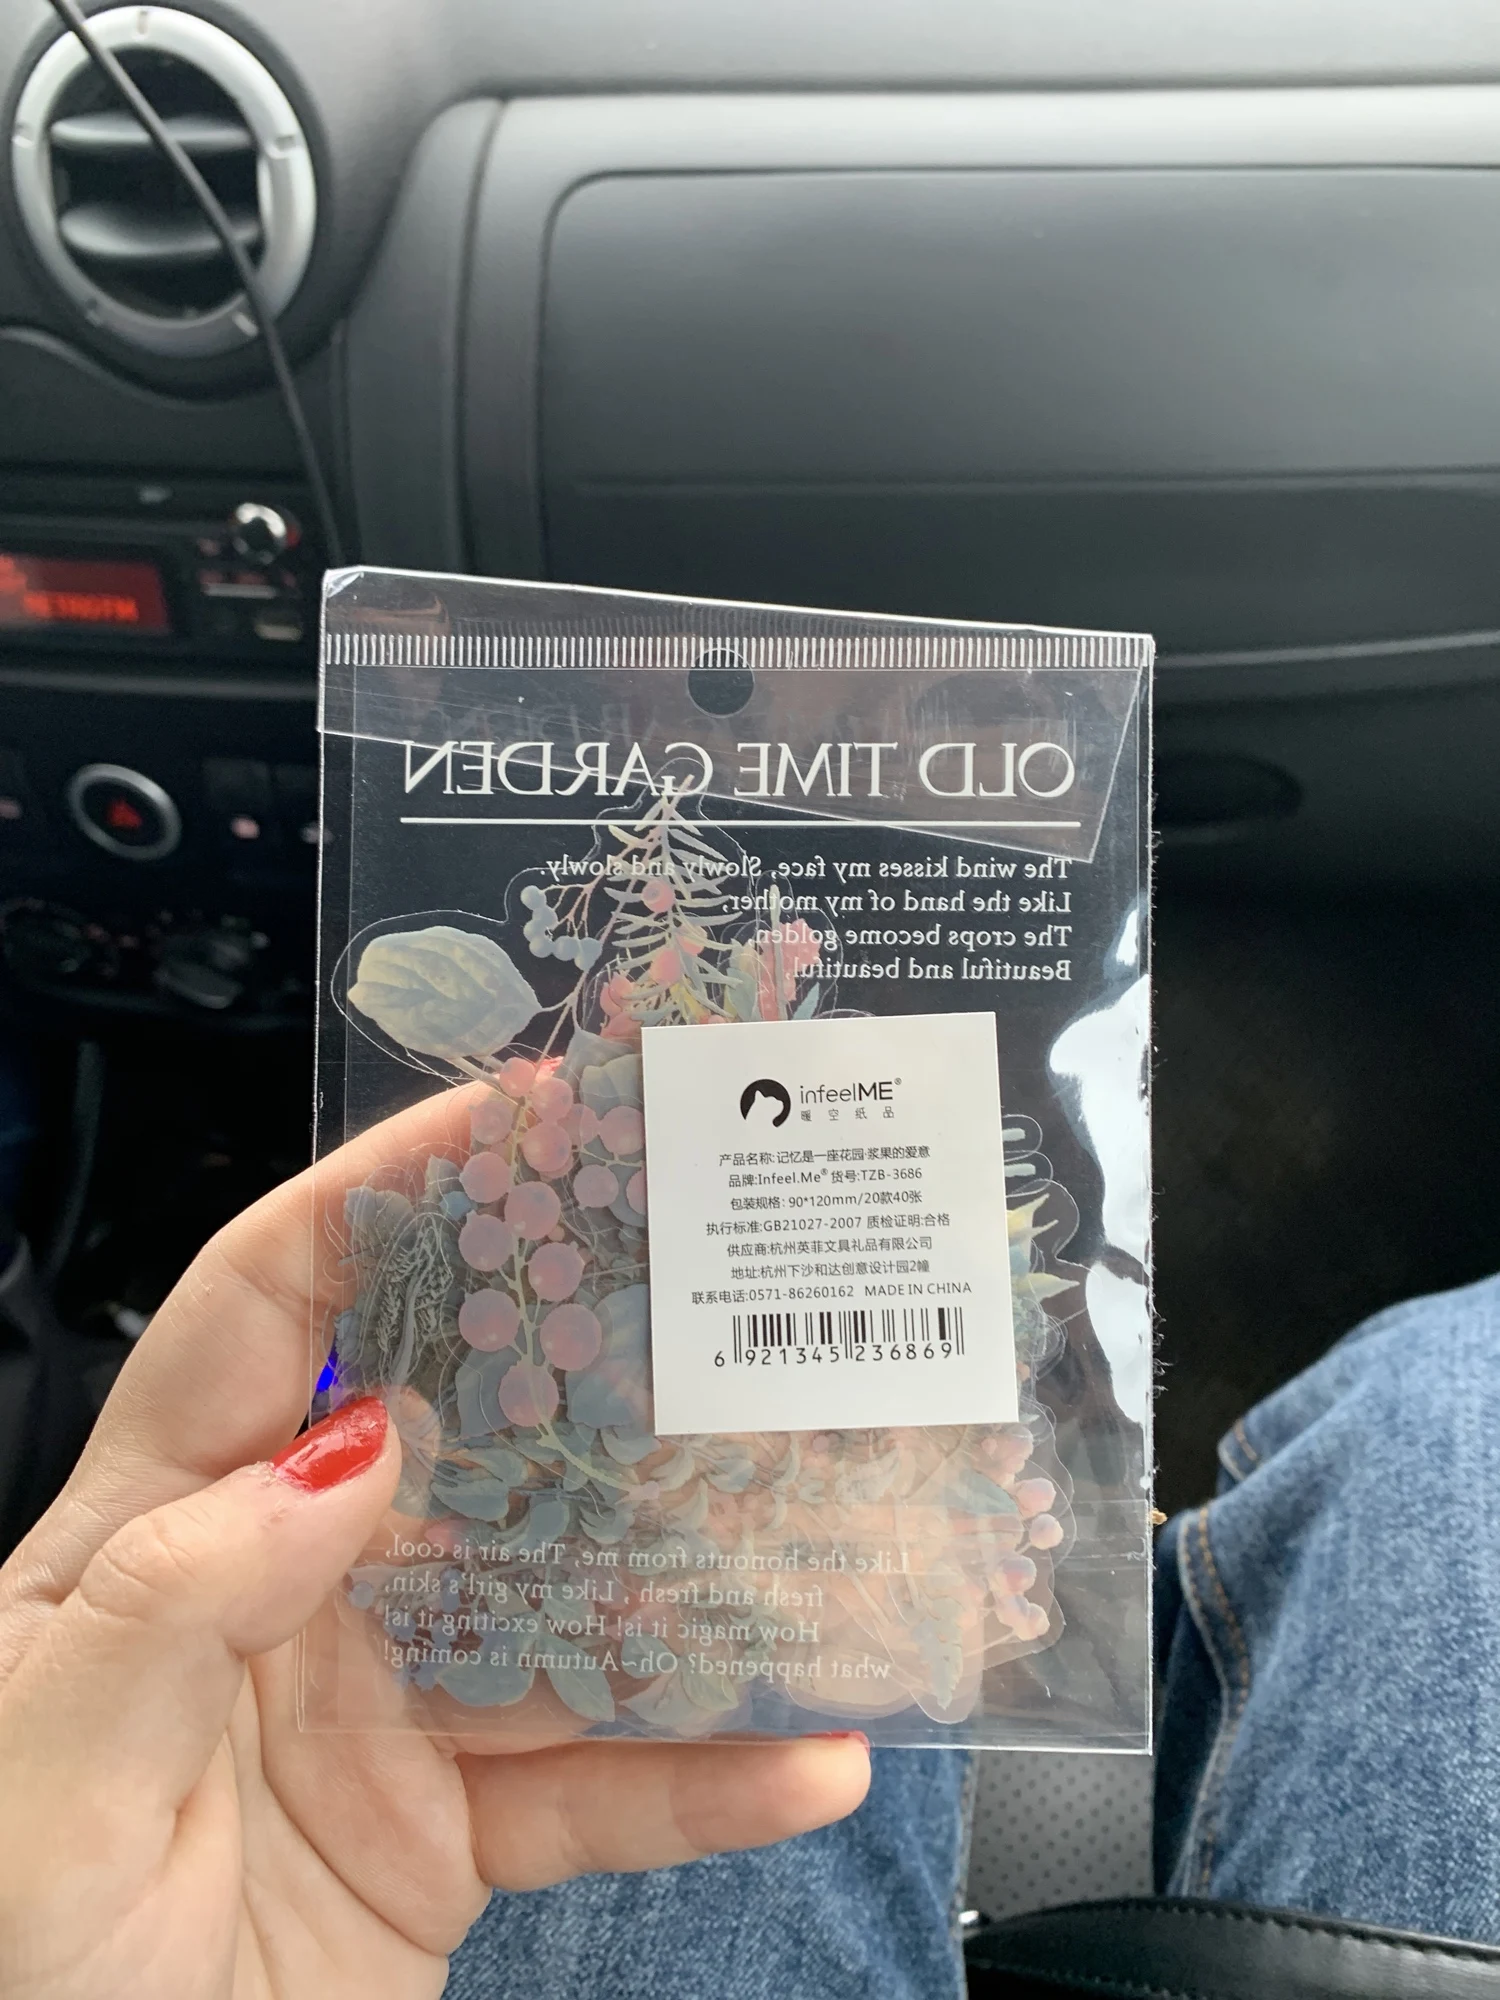 OLD TIME GARDEN
The wind kisses my face, Slowly and slowly.
Like the hand of my mother,
The crops become golden,
Beautiful and beautiful,
infeelME®
暖空纸品
产品名称:记忆是一座花园·浆果的爱意
品牌:Infeel.Me® 货号:TZB-3686
包装规格: 90*120mm/20款40张
执行标准:GB21027-2007 质检证明:合格
供应商:杭州英菲文具礼品有限公司
地址:杭州下沙和达创意设计园2幢
联系电话:0571-86260162 MADE IN CHINA
6 921345 236869
Like the honouts from me, The air is cool,
fresh and fresh , Like my girl's skin,
How magic it is! How exciting it is!
what happened? Oh~Autumn is coming!